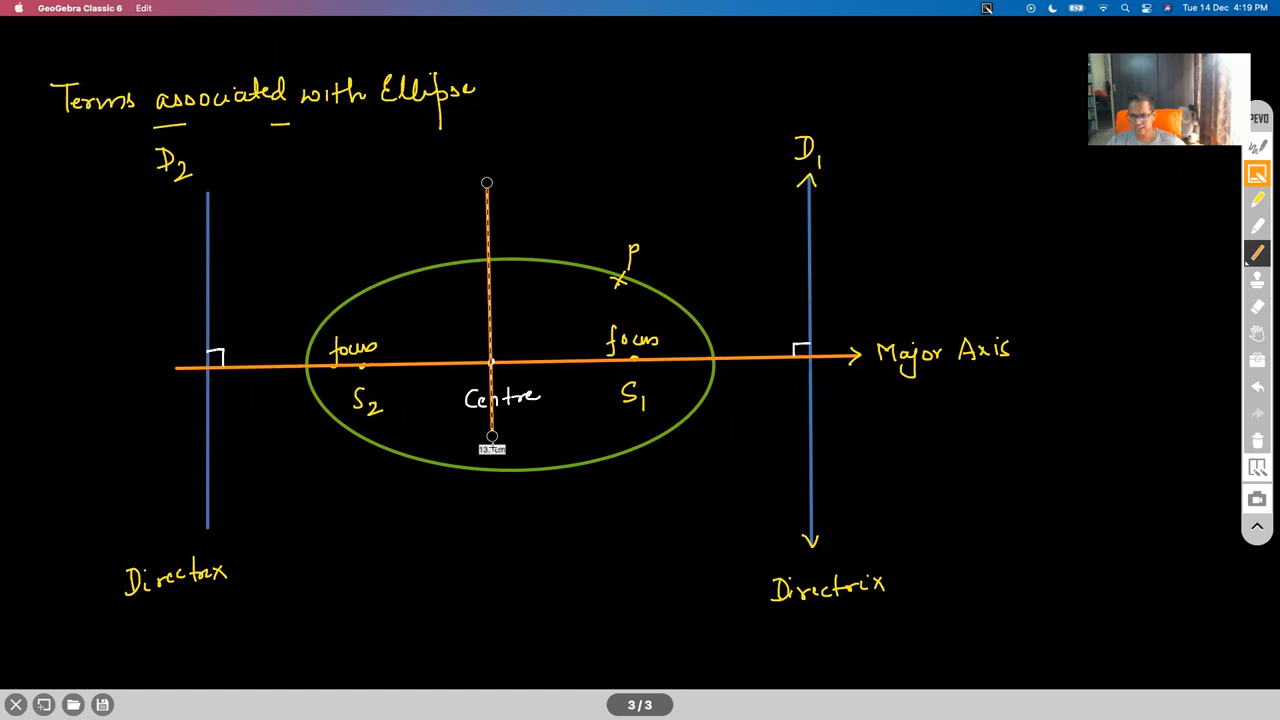 GeoGebra Classic 6 Edit Tue 14 Dec 4:19 PM
Terms associated with Ellipse
D2
D1
P
focus
focus
Major Axis
S2
Centre
S1
Directrix
Directrix
3/3